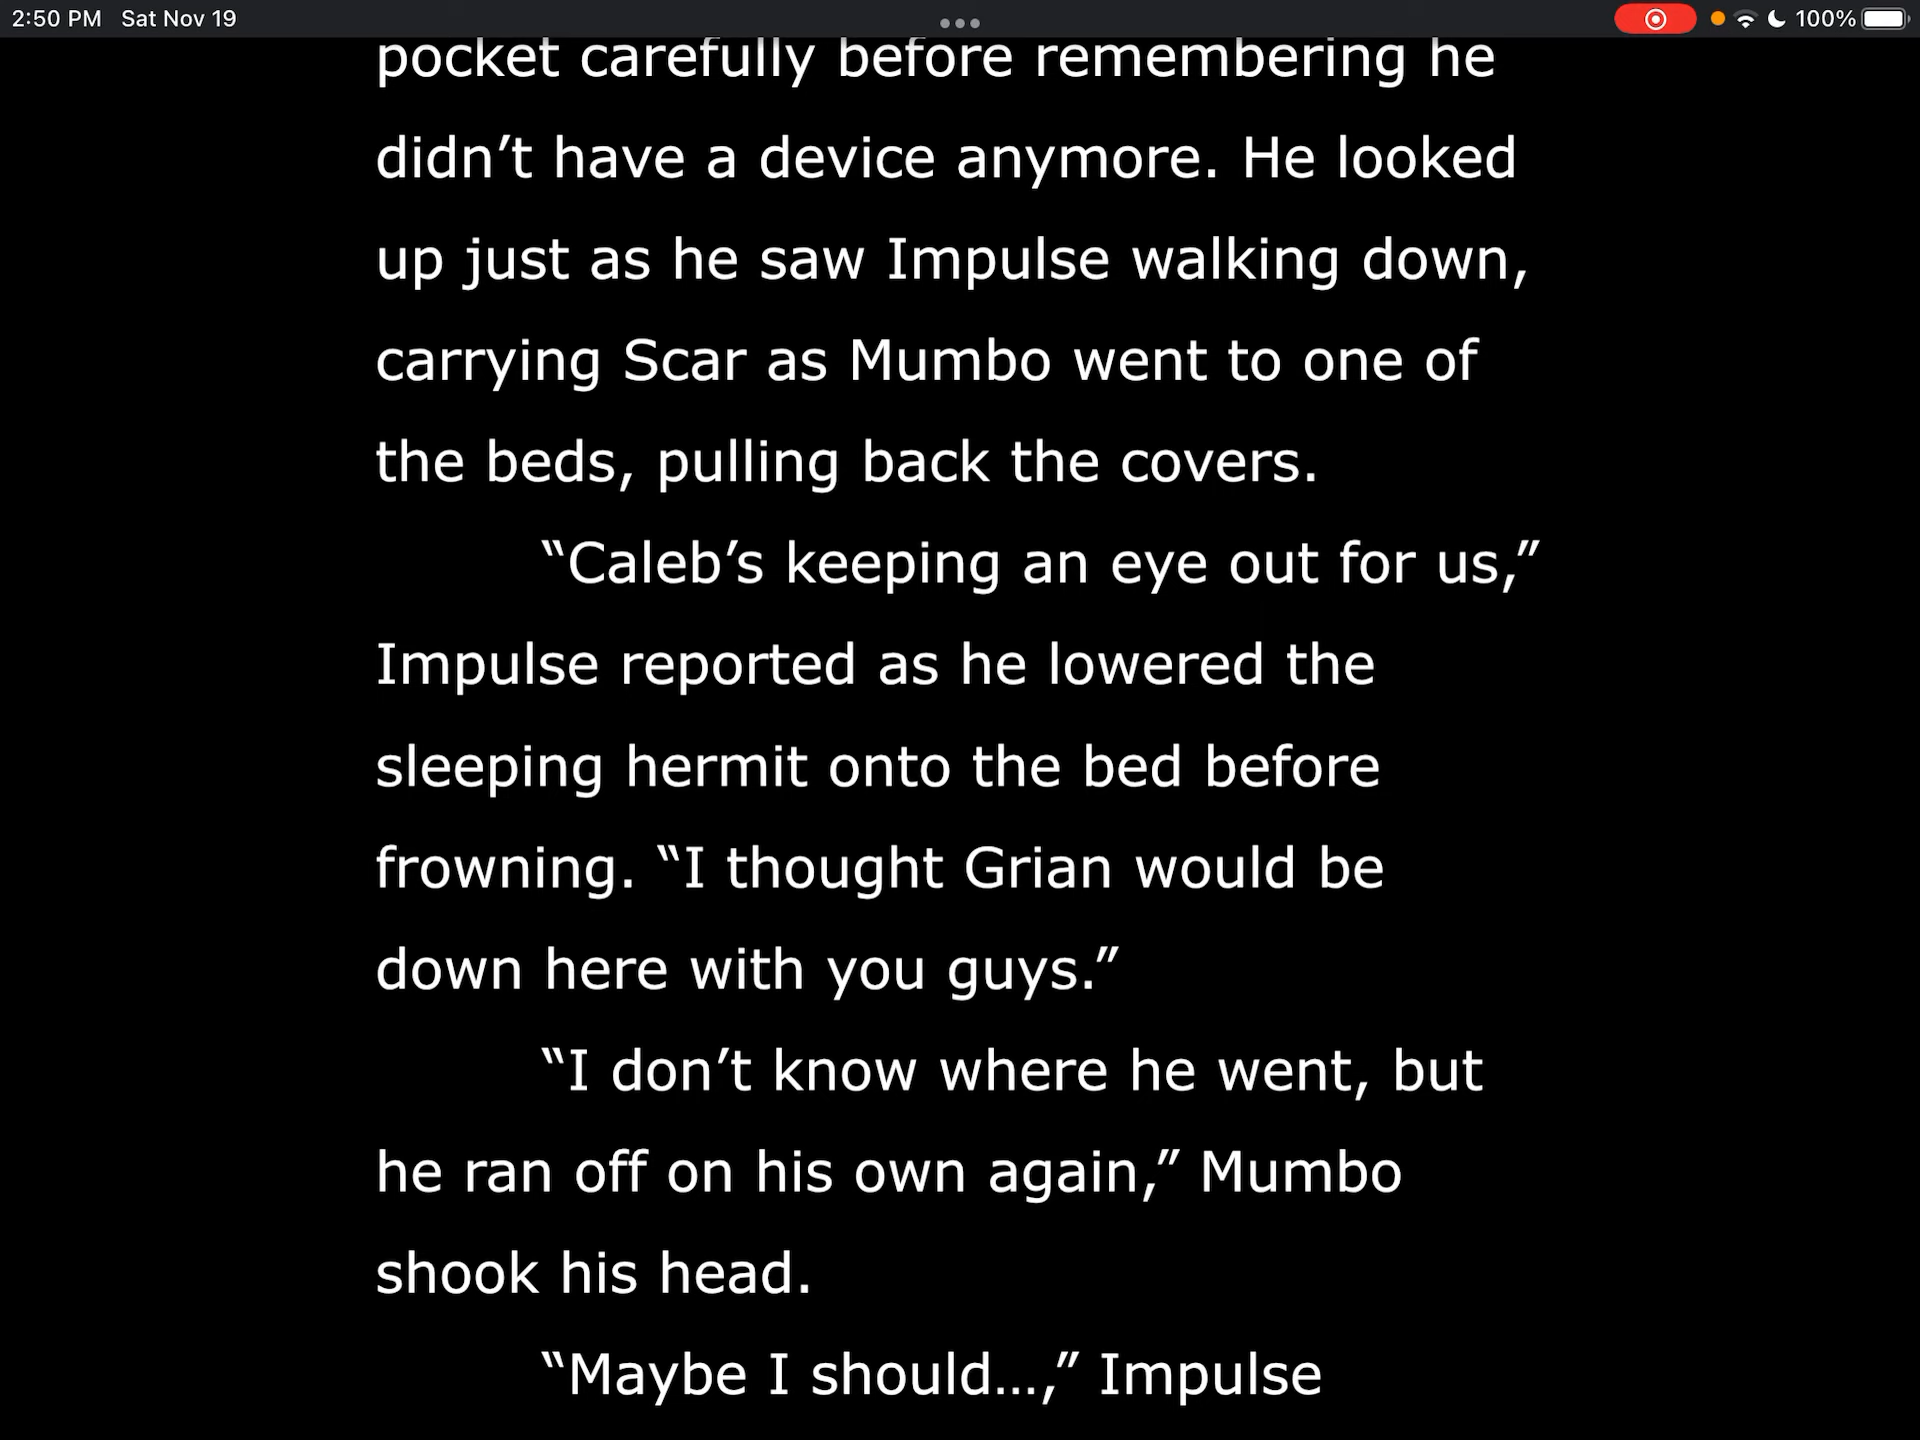 2:50 PM Sat Nov 19
100%
pocket carefully before remembering he
didn’t have a device anymore. He looked
up just as he saw Impulse walking down,
carrying Scar as Mumbo went to one of
the beds, pulling back the covers.
“Caleb’s keeping an eye out for us,”
Impulse reported as he lowered the
sleeping hermit onto the bed before
frowning. “I thought Grian would be
down here with you guys.”
“I don’t know where he went, but
he ran off on his own again,” Mumbo
shook his head.
“Maybe I should…,” Impulse